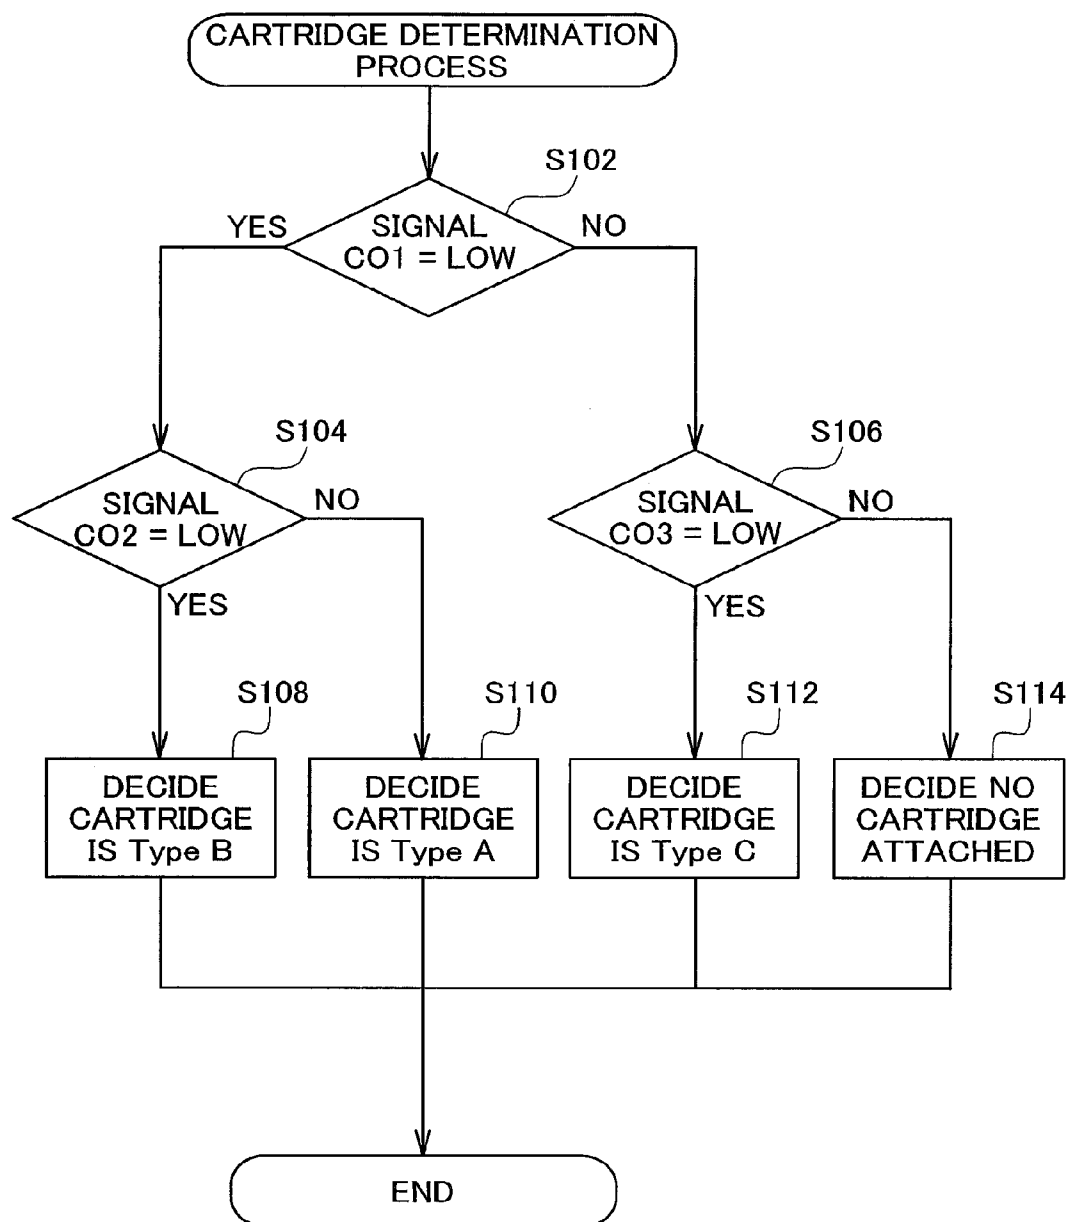 CARTRIDGE DETERMINATION
PROCESS
S102
YES
SIGNAL
CO1 = LOW
NO
S104
SIGNAL
CO2 = LOW
NO
YES
S106
SIGNAL
CO3 = LOW
NO
YES
S108
DECIDE
CARTRIDGE
IS Type B
S110
DECIDE
CARTRIDGE
IS Type A
S112
DECIDE
CARTRIDGE
IS Type C
S114
DECIDE NO
CARTRIDGE
ATTACHED
END